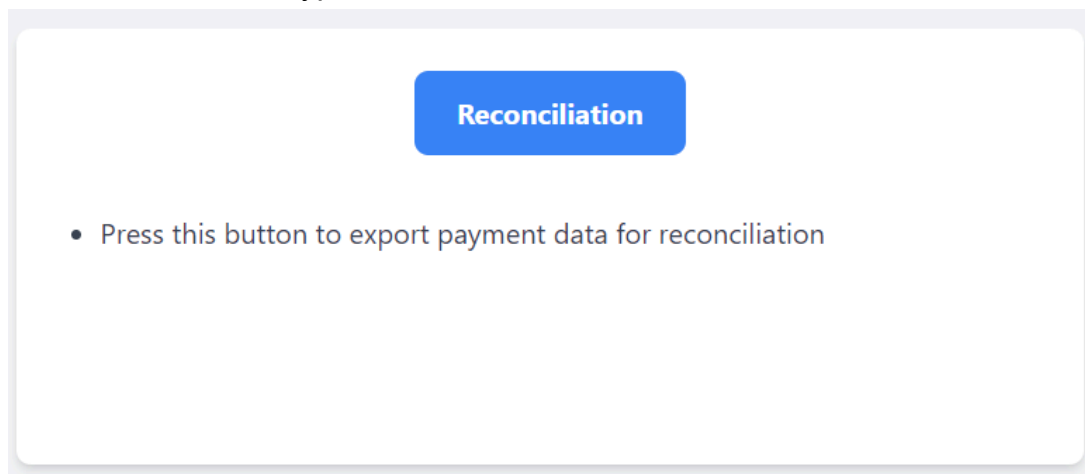 Reconciliation
• Press this button to export payment data for reconciliation